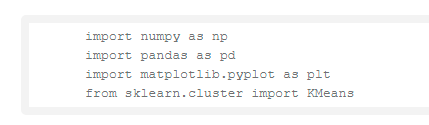 import numpy as np
import pandas as pd
import matplotlib.pyplot as plt
from sklearn.cluster import KMeans